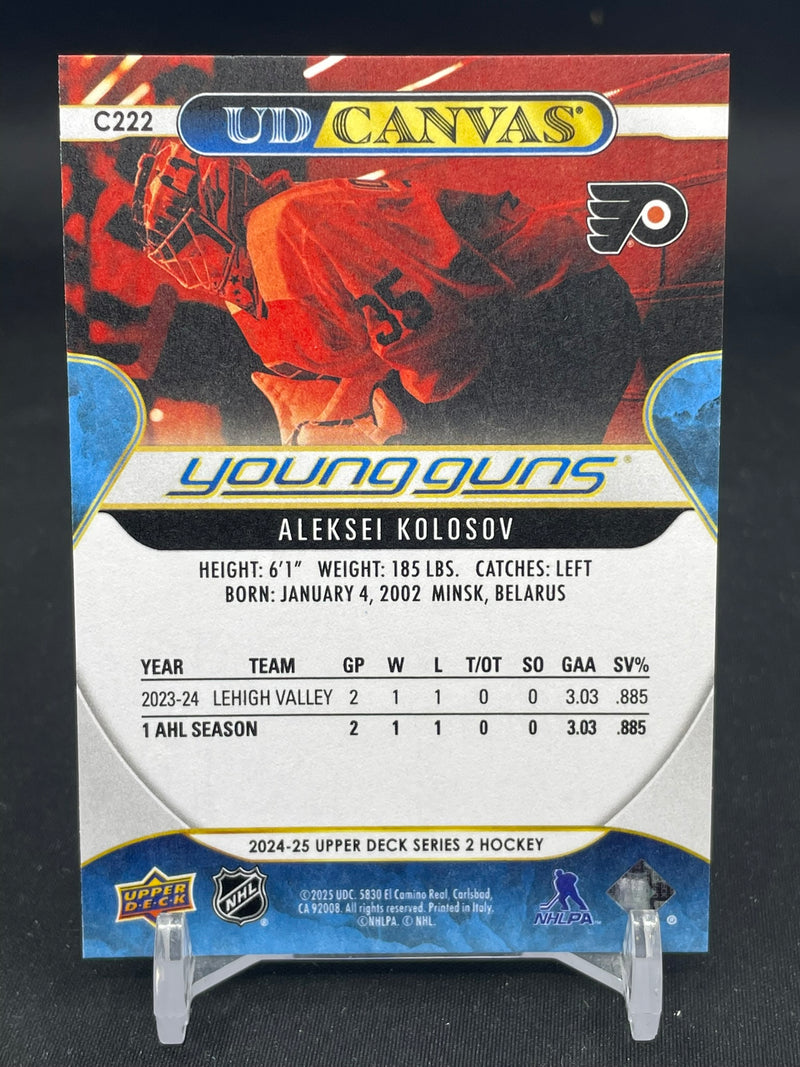 C222
UD CANVAS®
35
YOUNG GUNS®
ALEKSEI KOLOSOV
HEIGHT: 6'1" WEIGHT: 185 LBS. CATCHES: LEFT
BORN: JANUARY 4, 2002 MINSK, BELARUS
YEAR TEAM GP W L T/OT SO GAA SV%
2023-24 LEHIGH VALLEY 2 1 1 0 0 3.03 .885
1 AHL SEASON 2 1 1 0 0 3.03 .885
2024-25 UPPER DECK SERIES 2 HOCKEY
UPPER DECK
NHL®
©2025 UDC. 5830 El Camino Real, Carlsbad,
CA 92008. All rights reserved. Printed in Italy.
©NHLPA. © NHL.
NHLPA™
®